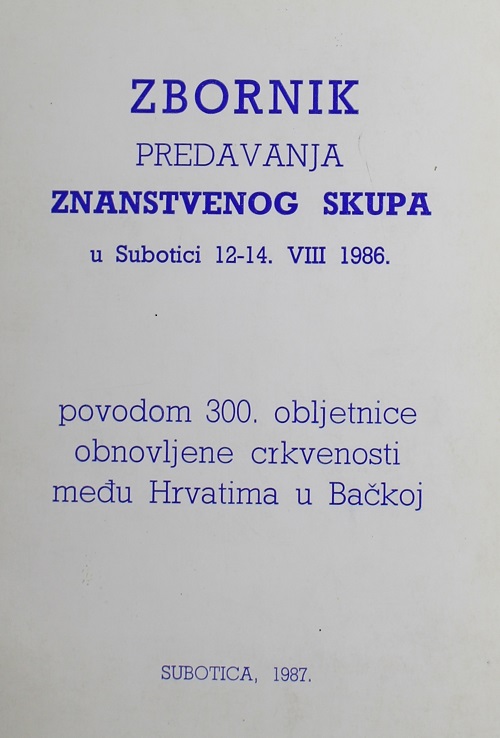 ZBORNIK
PREDAVANJA
ZNANSTVENOG SKUPA
u Subotici 12-14. VIII 1986.
povodom 300. obljetnice
obnovljene crkvenosti
među Hrvatima u Bačkoj
SUBOTICA, 1987.